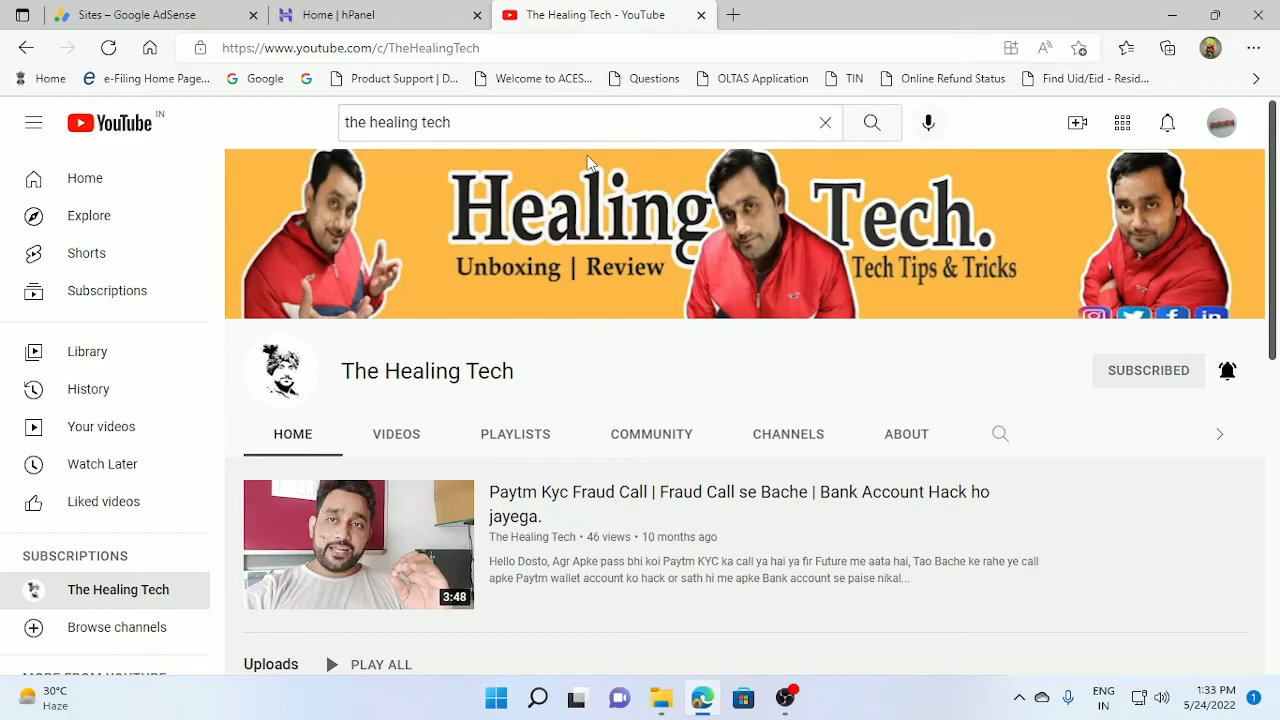 The Healing Tech - YouTube
https://www.youtube.com/c/TheHealingTech
Home
e-Filing Home Page...
Google
Product Support | D...
Welcome to ACES...
Questions
OLTAS Application
TIN
Online Refund Status
Find Uid/Eid - Resid...
YouTube IN
the healing tech
Home
Explore
Shorts
Subscriptions
Library
History
Your videos
Watch Later
Liked videos
SUBSCRIPTIONS
The Healing Tech
Browse channels
Healing Tech.
Unboxing | Review
Tech Tips & Tricks
The Healing Tech
SUBSCRIBED
HOME
VIDEOS
PLAYLISTS
COMMUNITY
CHANNELS
ABOUT
3:48
Paytm Kyc Fraud Call | Fraud Call se Bache | Bank Account Hack ho
jayega.
The Healing Tech • 46 views • 10 months ago
Hello Dosto, Agr Apke pass bhi koi Paytm KYC ka call ya hai ya fir Future me aata hai, Tao Bache ke rahe ye call
apke Paytm wallet account ko hack or sath hi me apke Bank account se paise nikal...
Uploads
PLAY ALL
30°C
Haze
ENG
IN
1:33 PM
5/24/2022
1